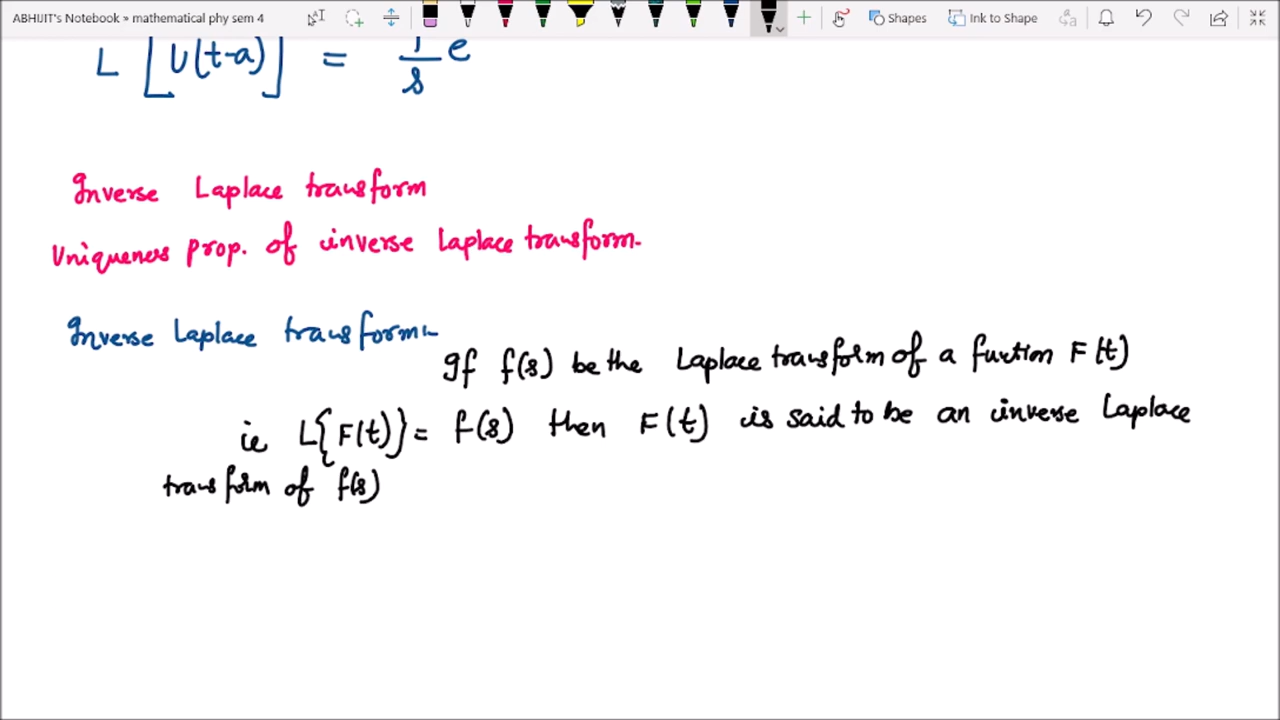 ABHIJIT's Notebook » mathematical phy sem 4
Shapes
Ink to Shape
L [U(t-a)] = 1/s e
Inverse Laplace transform
Uniqueness prop. of inverse Laplace transform.
Inverse Laplace transform:-
If f(s) be the Laplace transform of a function F(t)
ie L{F(t)} = f(s) then F(t) is said to be an inverse Laplace
transform of f(s)